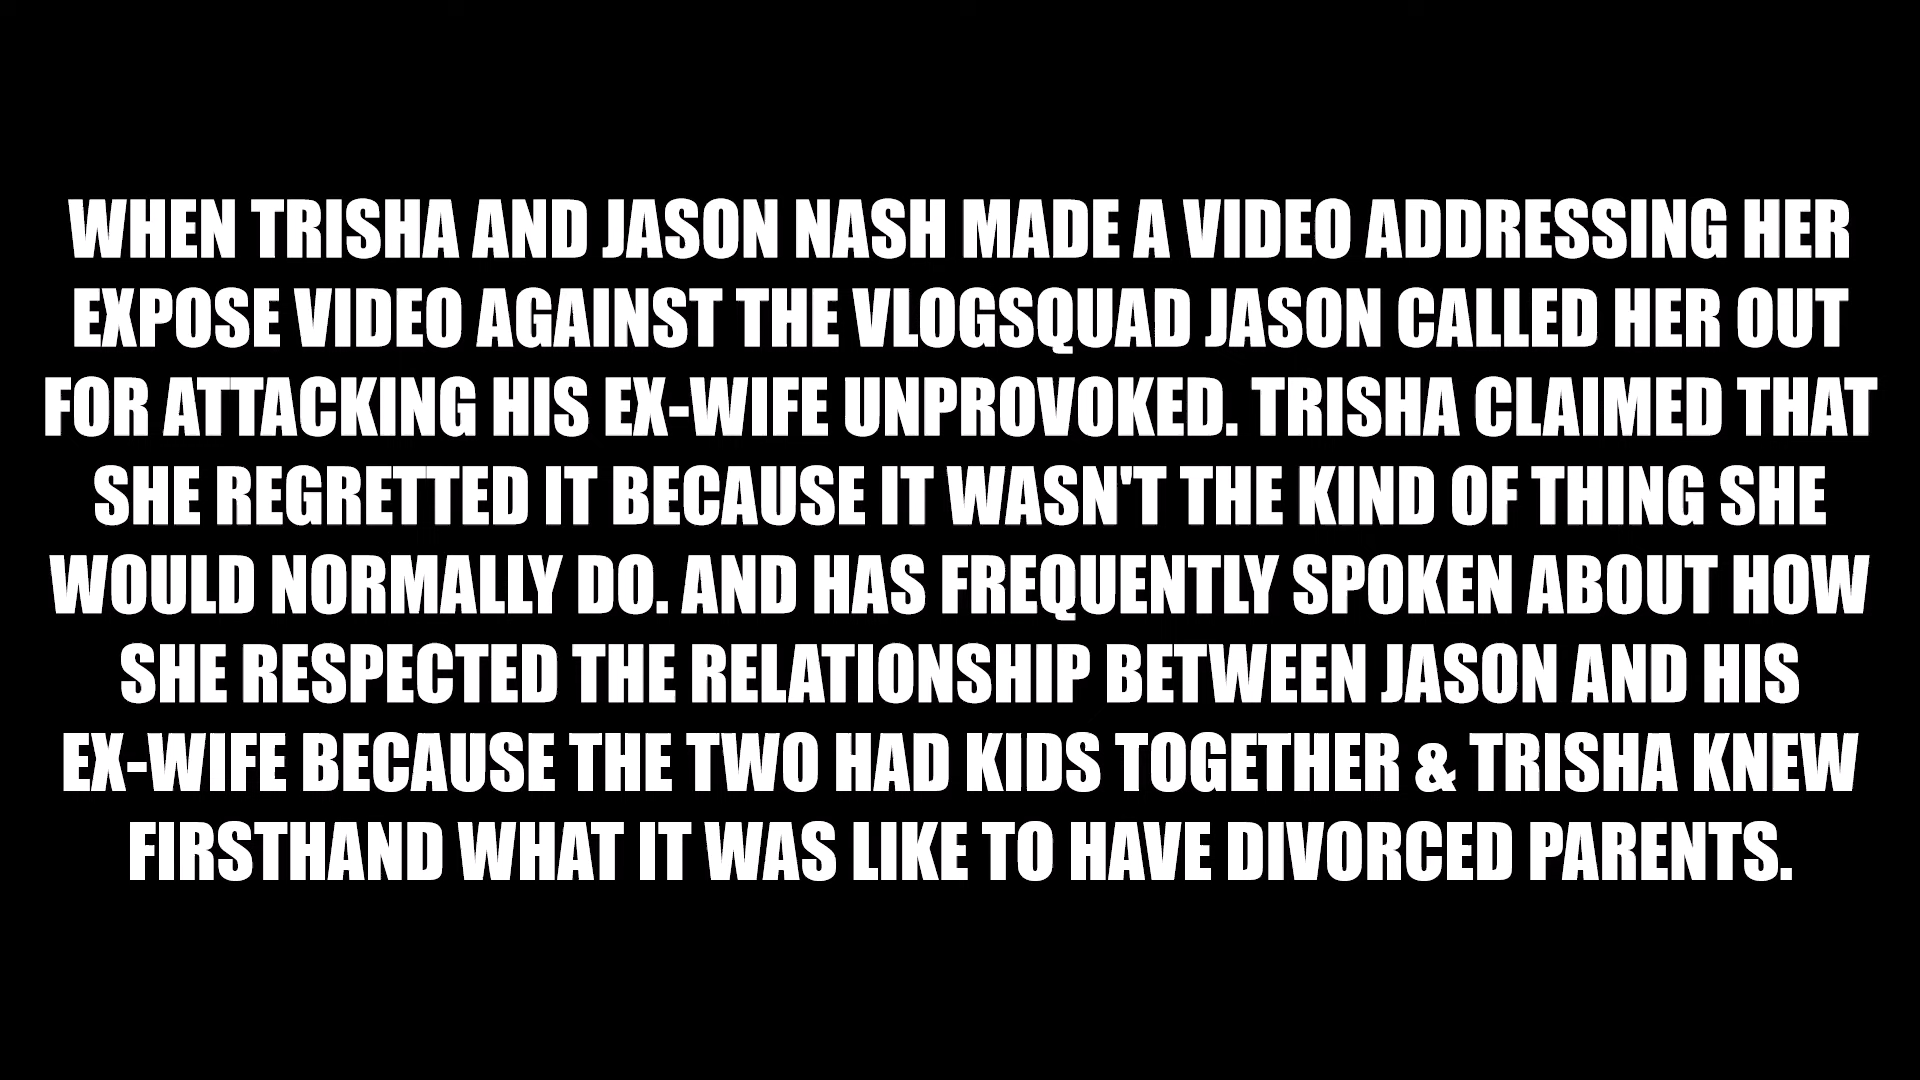 WHEN TRISHA AND JASON NASH MADE A VIDEO ADDRESSING HER
EXPOSE VIDEO AGAINST THE VLOGSQUAD JASON CALLED HER OUT
FOR ATTACKING HIS EX-WIFE UNPROVOKED. TRISHA CLAIMED THAT
SHE REGRETTED IT BECAUSE IT WASN'T THE KIND OF THING SHE
WOULD NORMALLY DO. AND HAS FREQUENTLY SPOKEN ABOUT HOW
SHE RESPECTED THE RELATIONSHIP BETWEEN JASON AND HIS
EX-WIFE BECAUSE THE TWO HAD KIDS TOGETHER & TRISHA KNEW
FIRSTHAND WHAT IT WAS LIKE TO HAVE DIVORCED PARENTS.